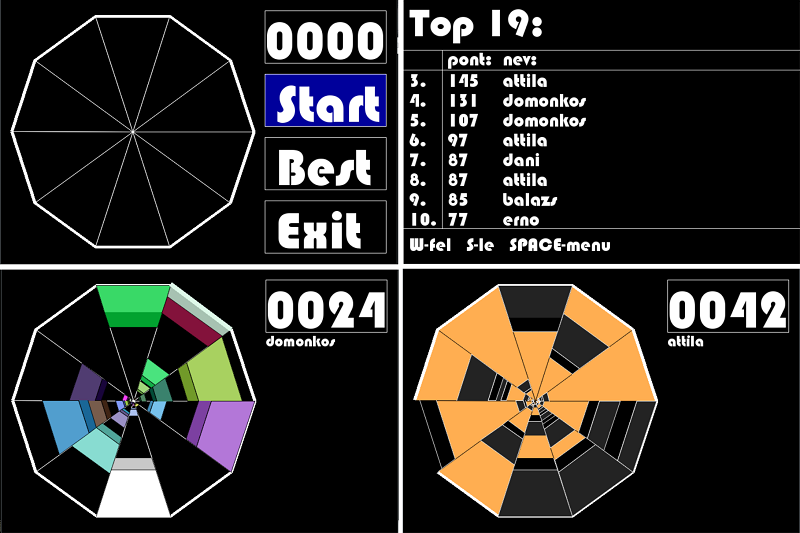 0000
Start
Best
Exit
Top 19:
pont: nev:
3. 145 attila
4. 131 domonkos
5. 107 domonkos
6. 97 attila
7. 87 dani
8. 87 attila
9. 85 balazs
10. 77 erno
W-fel S-le SPACE-menu
0024
domonkos
0042
attila